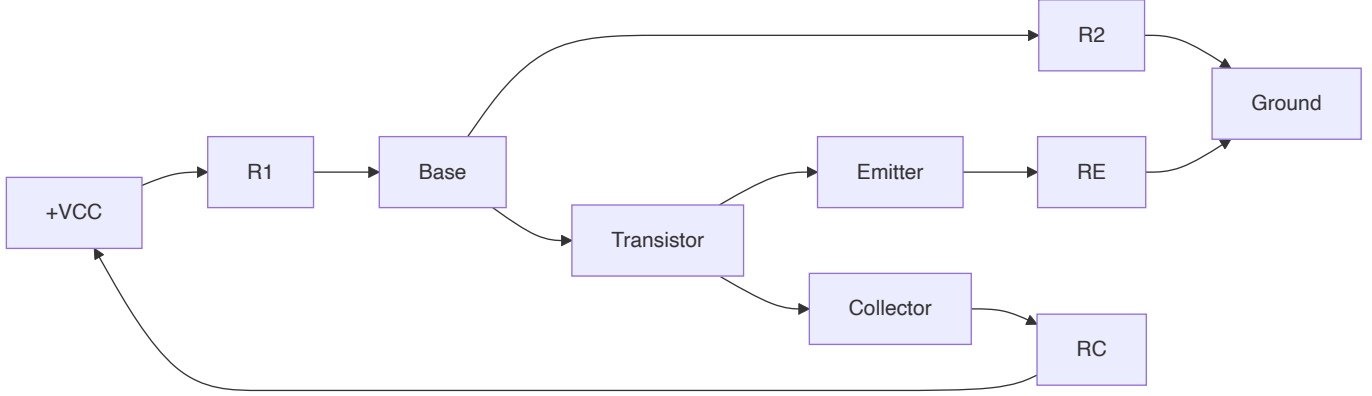 R2
Ground
R1
Base
Emitter
RE
+VCC
Transistor
Collector
RC